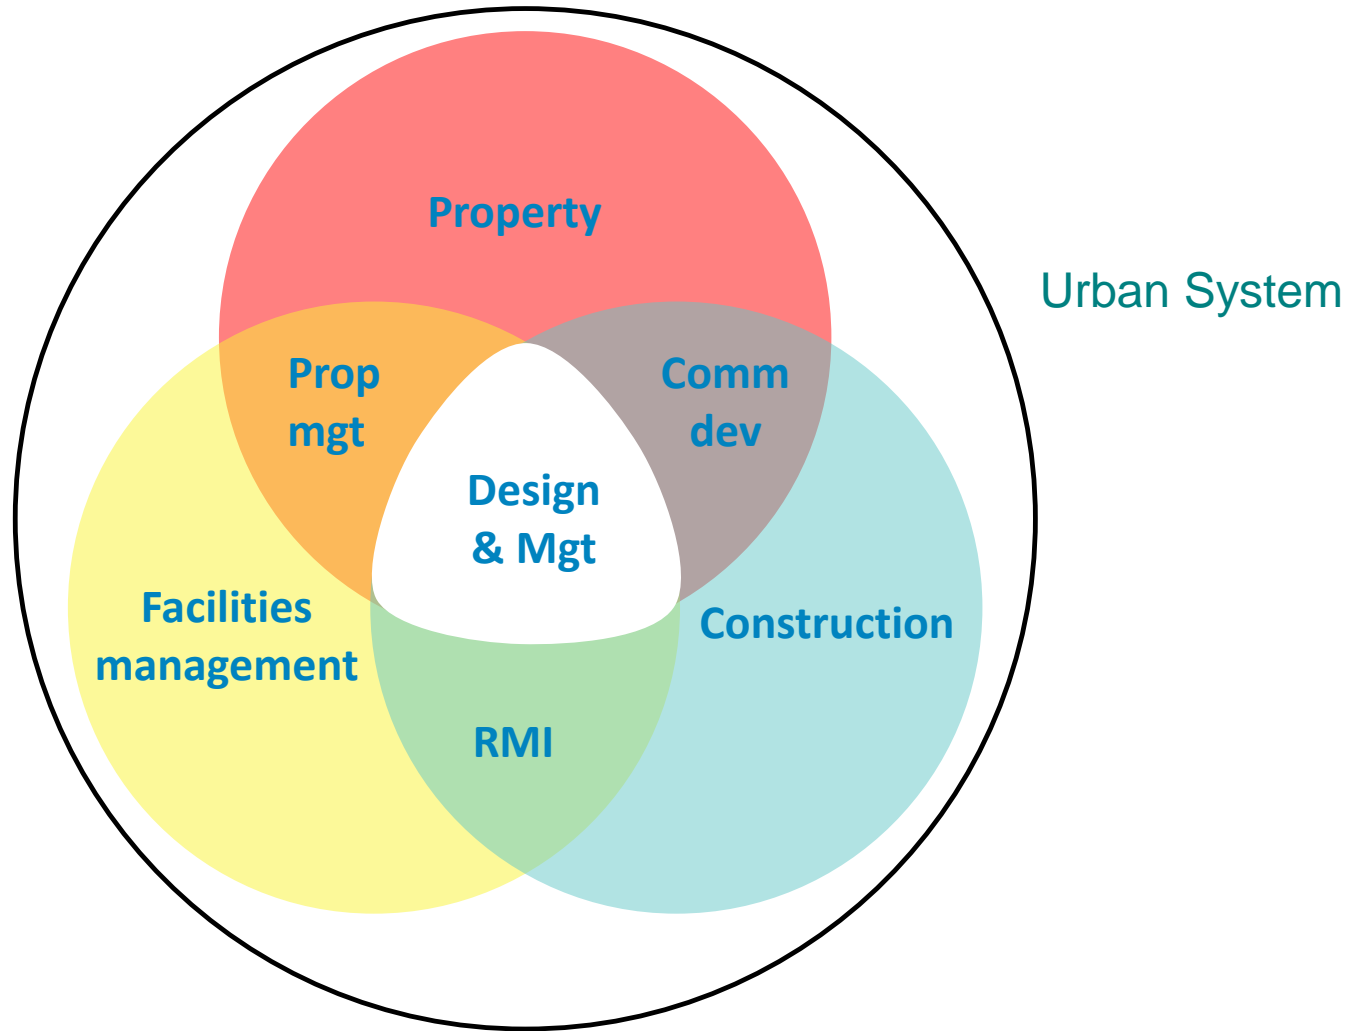 Property
Urban System
Prop
mgt
Comm
dev
Design
& Mgt
Facilities
management
Construction
RMI